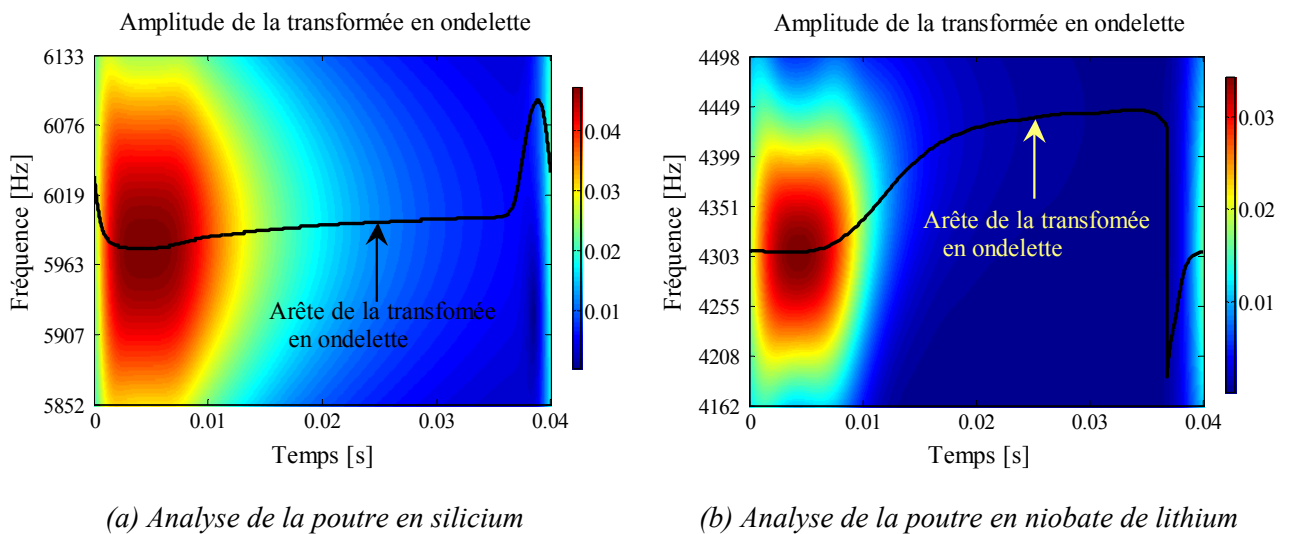 Amplitude de la transformée en ondelette
6133
6076
6019
5963
5907
5852
Fréquence [Hz]
0
0.01
0.02
0.03
0.04
Temps [s]
0.04
0.03
0.02
0.01
Arête de la transfomée
en ondelette
(a) Analyse de la poutre en silicium
Amplitude de la transformée en ondelette
4498
4449
4399
4351
4303
4255
4208
4162
Fréquence [Hz]
0
0.01
0.02
0.03
0.04
Temps [s]
0.03
0.02
0.01
Arête de la transfomée
en ondelette
(b) Analyse de la poutre en niobate de lithium